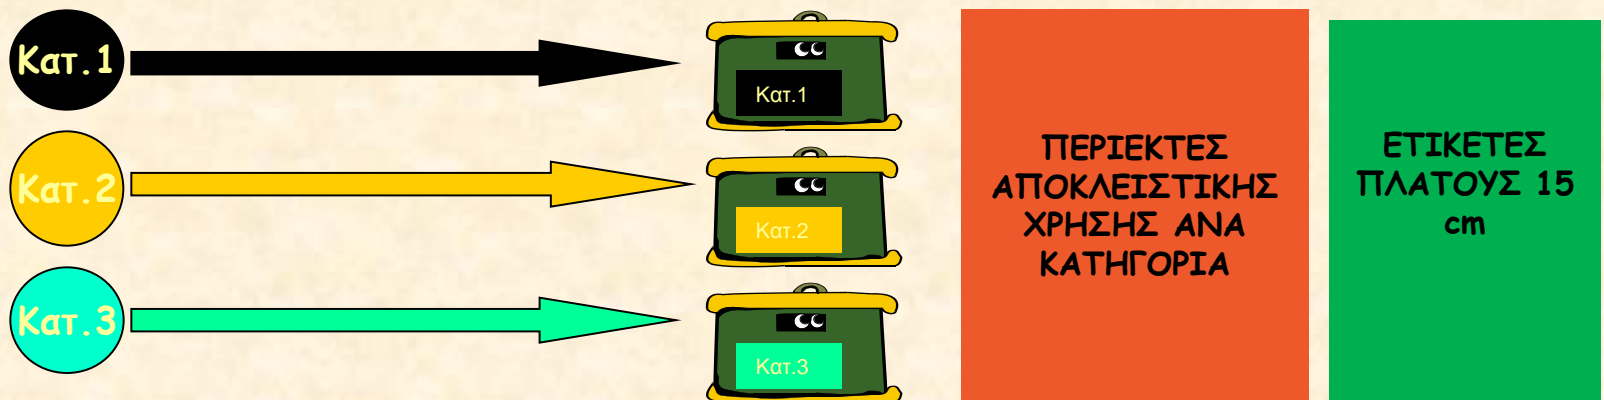 Κατ.1
Κατ.1
Κατ.2
Κατ.2
Κατ.3
Κατ.3
ΠΕΡΙΕΚΤΕΣ
ΑΠΟΚΛΕΙΣΤΙΚΗΣ
ΧΡΗΣΗΣ ΑΝΑ
ΚΑΤΗΓΟΡΙΑ
ΕΤΙΚΕΤΕΣ
ΠΛΑΤΟΥΣ 15
cm